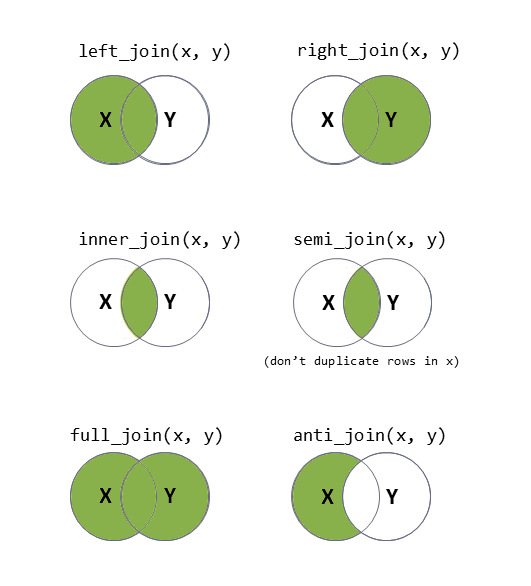 left_join(x, y)
right_join(x, y)
X Y
X Y
inner_join(x, y)
semi_join(x, y)
X Y
X Y
(don’t duplicate rows in x)
full_join(x, y)
anti_join(x, y)
X Y
X Y